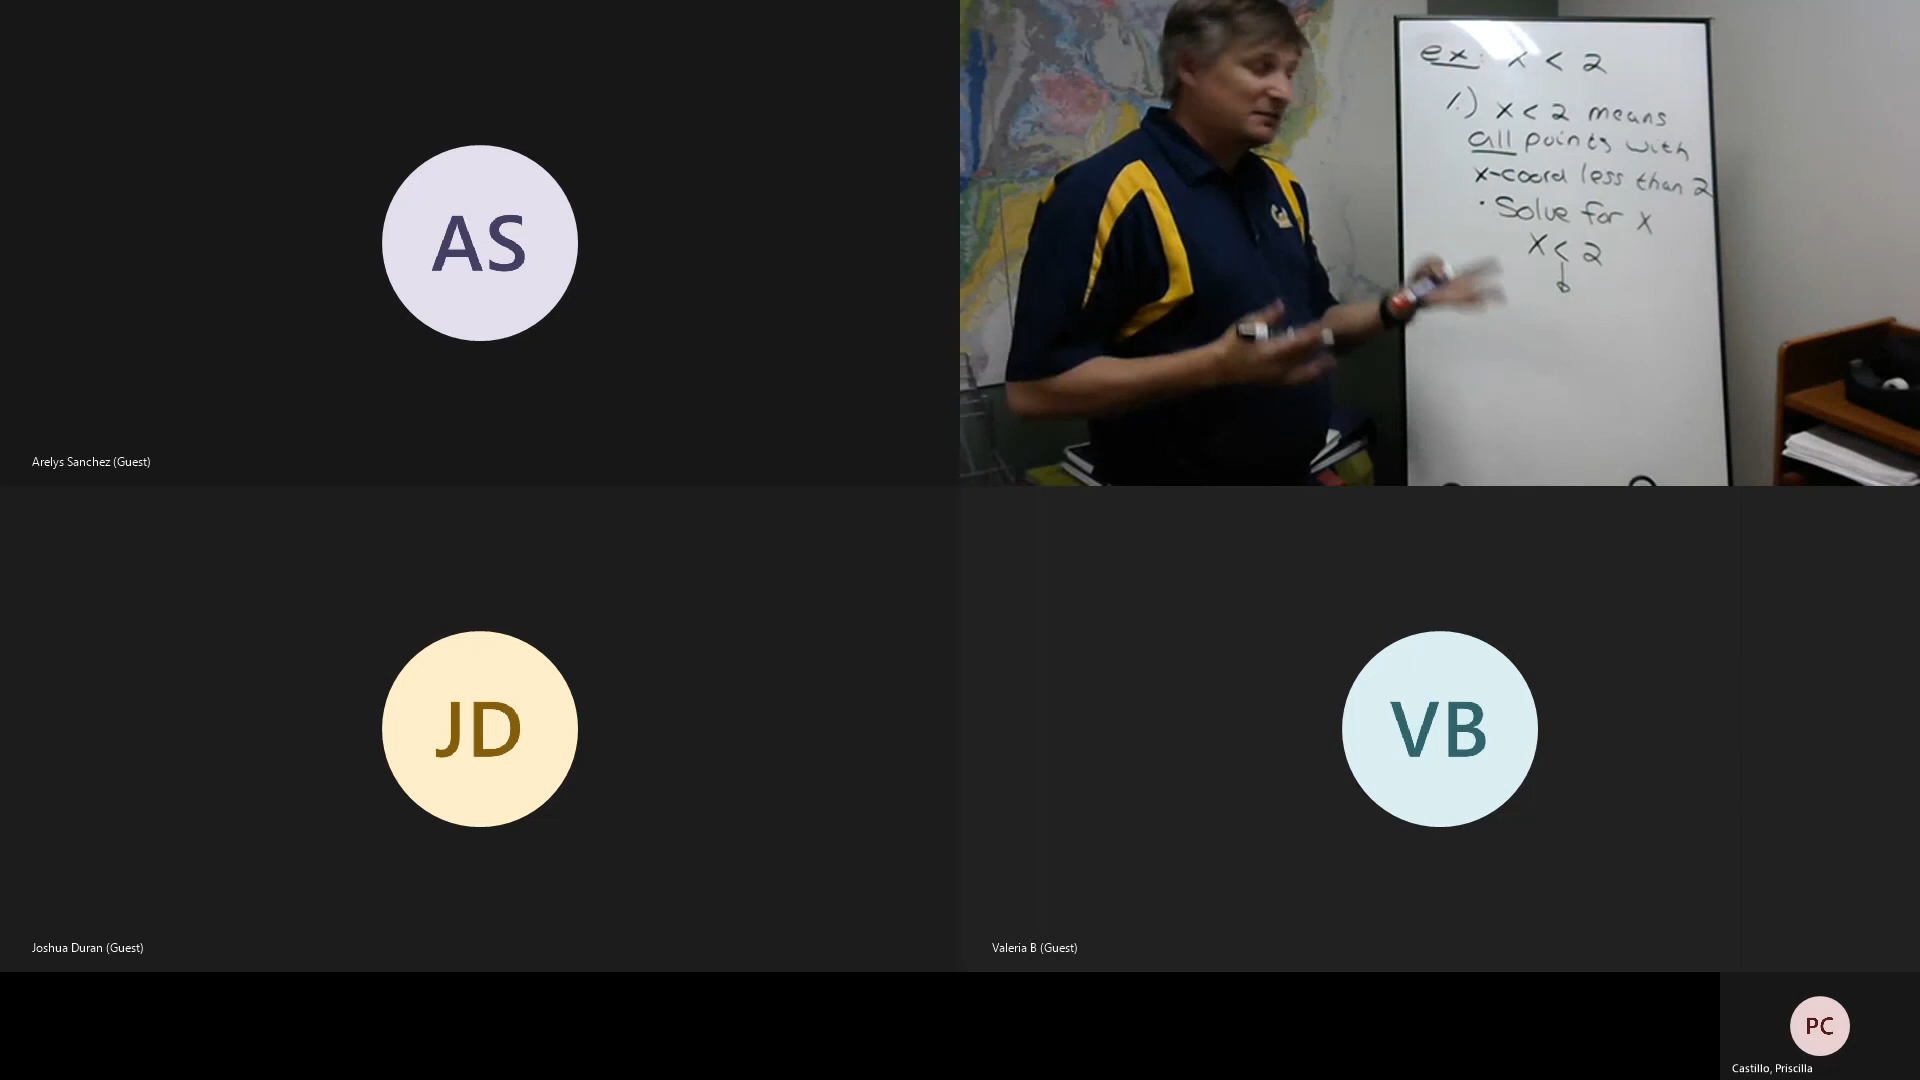 AS
Arelys Sanchez (Guest)
ex: x < 2
1.) x < 2 means
all points with
x-coord less than 2
• Solve for x
x < 2
Cal
JD
Joshua Duran (Guest)
VB
Valeria B (Guest)
PC
Castillo, Priscilla